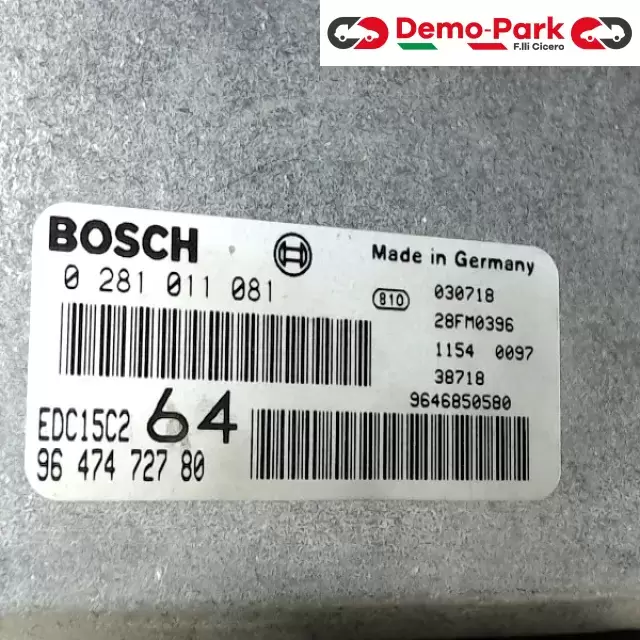 Demo-Park
F.lli Cicero
BOSCH
Made in Germany
0 281 011 081
810
030718
28FM0396
1154 0097
38718
9646850580
EDC15C2 64
96 474 727 80